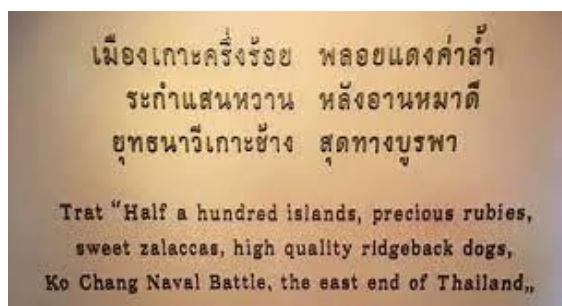 เมืองเกาะครึ่งร้อย พลอยแดงค่าล้ำ
ระกำแสนหวาน หลังอานหมาดี
ยุทธนาวีเกาะช้าง สุดทางบูรพา
Trat “Half a hundred islands, precious rubies,
sweet zalaccas, high quality ridgeback dogs,
Ko Chang Naval Battle, the east end of Thailand„